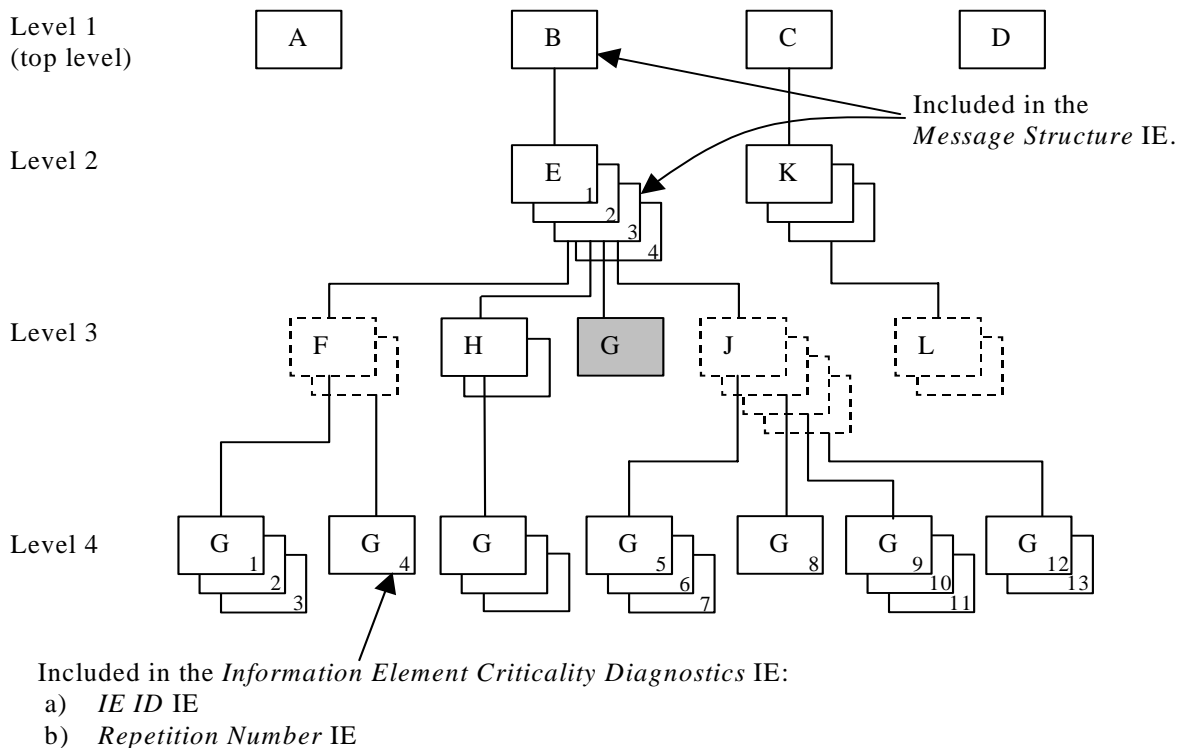 Level 1
(top level)
A
B
C
D
Included in the
Message Structure IE.
Level 2
E
1
2
3
4
K
Level 3
F
H
G
J
L
Level 4
G
1
2
3
G
4
G
G
5
6
7
G
8
G
9
10
11
G
12
13
Included in the Information Element Criticality Diagnostics IE:
a) IE ID IE
b) Repetition Number IE